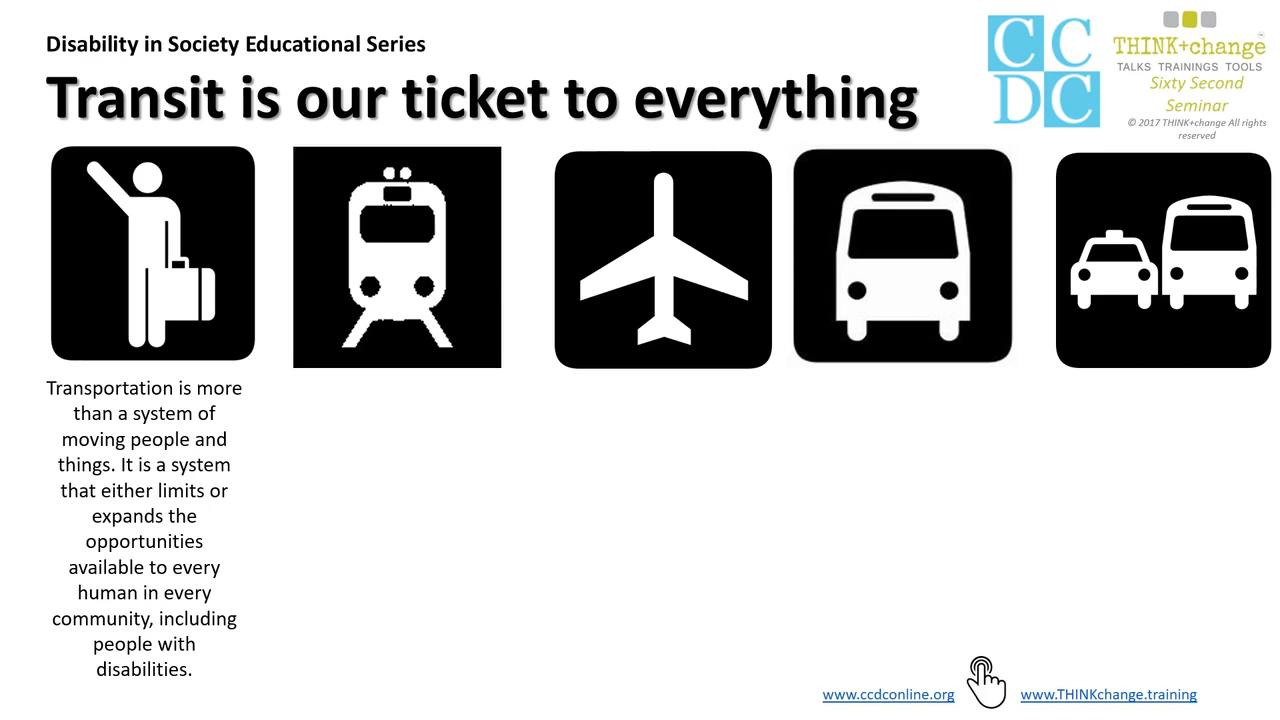 Disability in Society Educational Series
Transit is our ticket to everything
CC
DC
THINK+change
TALKS TRAININGS TOOLS
Sixty Second
Seminar
© 2017 THINK+change All rights
reserved
Transportation is more
than a system of
moving people and
things. It is a system
that either limits or
expands the
opportunities
available to every
human in every
community, including
people with
disabilities.
www.ccdconline.org
www.THINKchange.training